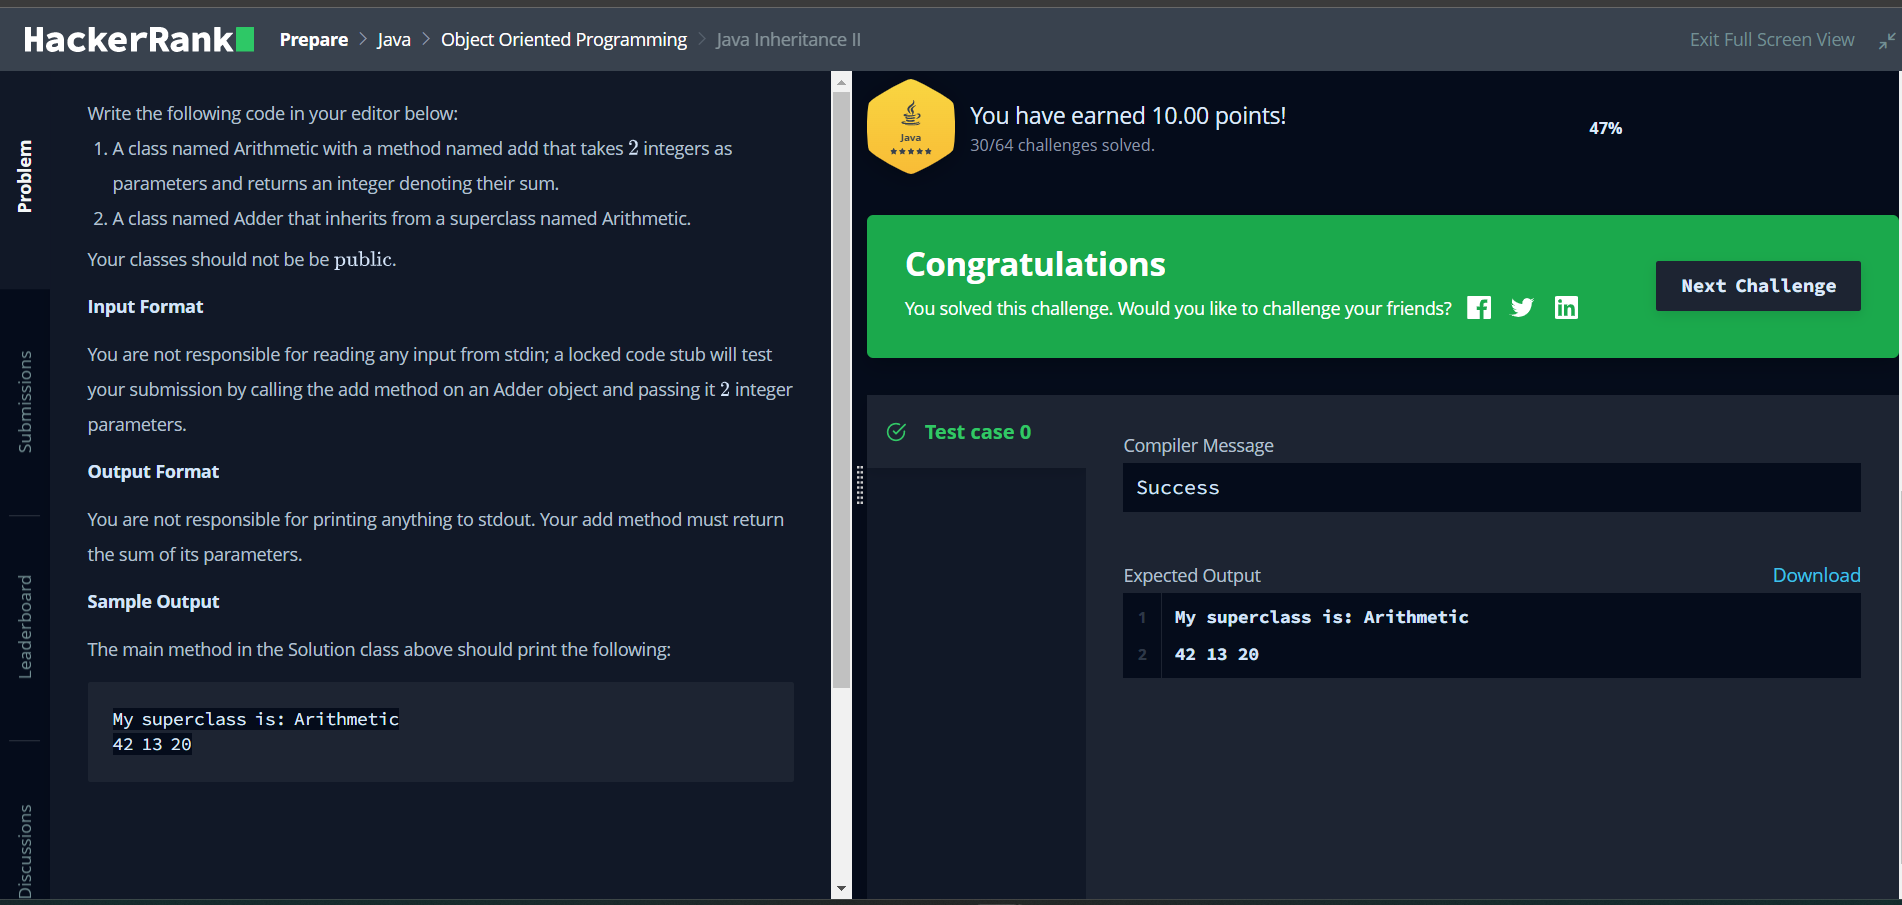 HackerRank
Prepare > Java > Object Oriented Programming > Java Inheritance II
Exit Full Screen View
Problem
Submissions
Leaderboard
Discussions
Write the following code in your editor below:
1. A class named Arithmetic with a method named add that takes 2 integers as
parameters and returns an integer denoting their sum.
2. A class named Adder that inherits from a superclass named Arithmetic.
Your classes should not be be public.
Input Format
You are not responsible for reading any input from stdin; a locked code stub will test
your submission by calling the add method on an Adder object and passing it 2 integer
parameters.
Output Format
You are not responsible for printing anything to stdout. Your add method must return
the sum of its parameters.
Sample Output
The main method in the Solution class above should print the following:
My superclass is: Arithmetic
42 13 20
Java
You have earned 10.00 points!
30/64 challenges solved.
47%
Congratulations
You solved this challenge. Would you like to challenge your friends?
Next Challenge
Test case 0
Compiler Message
Success
Expected Output
Download
1 My superclass is: Arithmetic
2 42 13 20